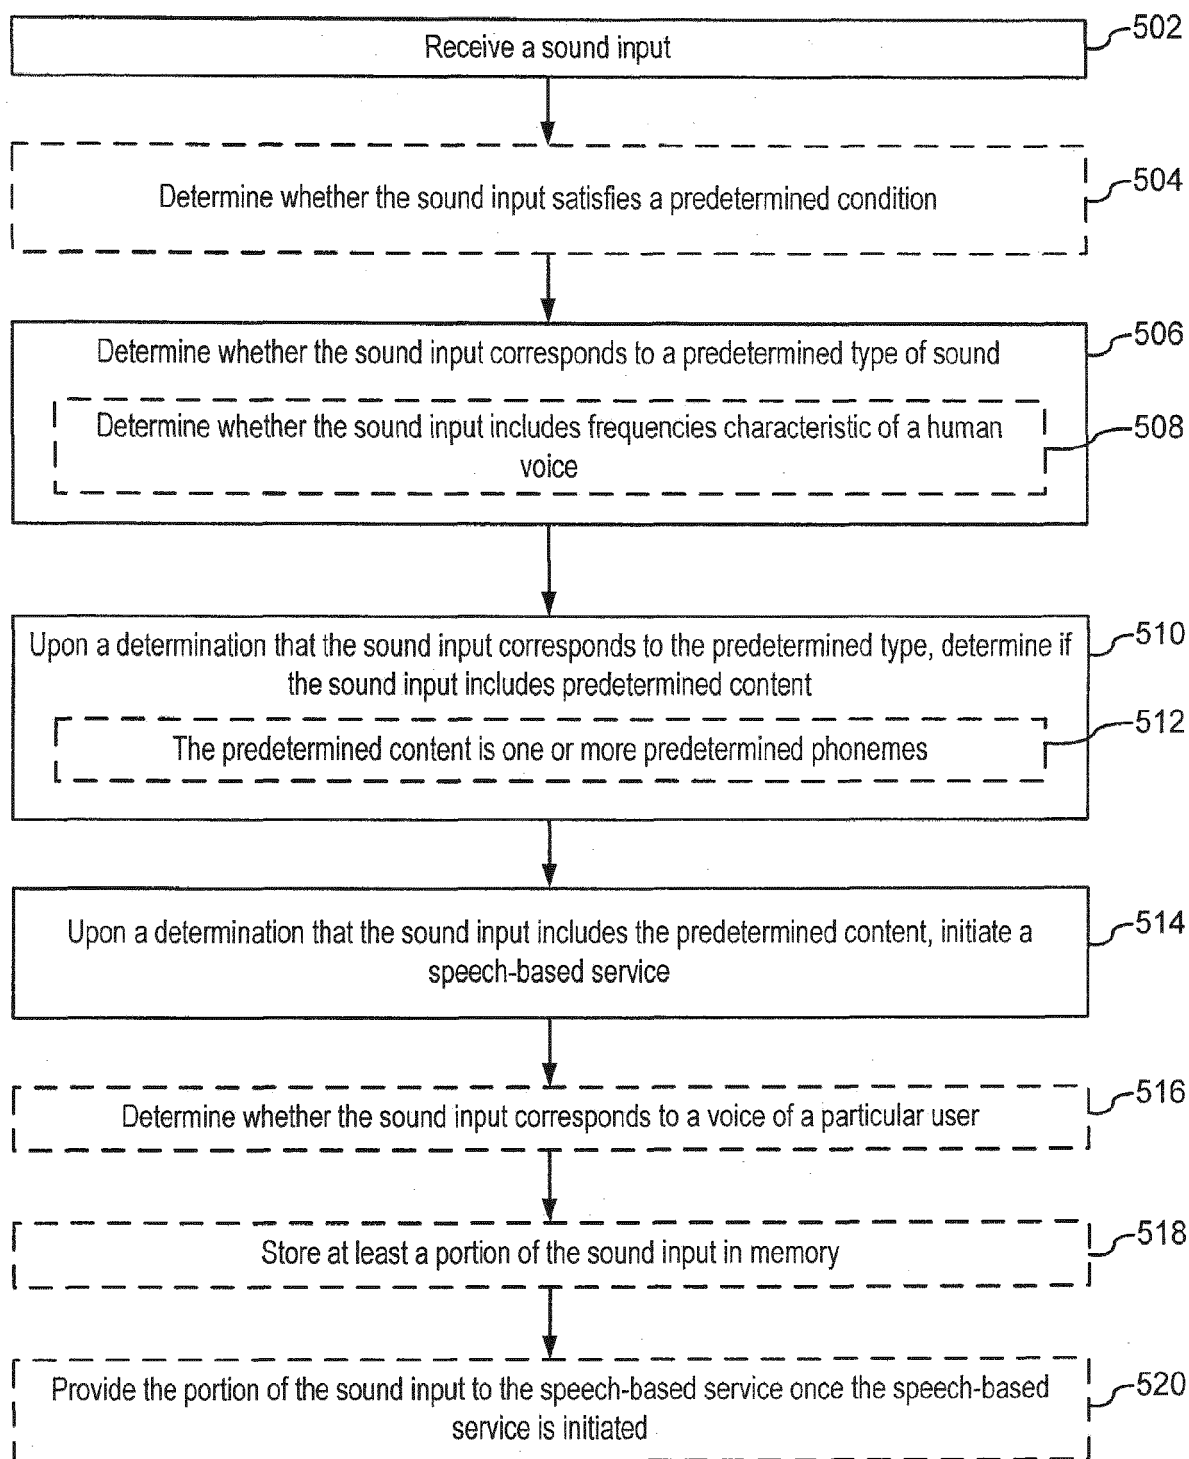 Receive a sound input
502
Determine whether the sound input satisfies a predetermined condition
504
Determine whether the sound input corresponds to a predetermined type of sound
506
Determine whether the sound input includes frequencies characteristic of a human
voice
508
Upon a determination that the sound input corresponds to the predetermined type, determine if
the sound input includes predetermined content
510
The predetermined content is one or more predetermined phonemes
512
Upon a determination that the sound input includes the predetermined content, initiate a
speech-based service
514
Determine whether the sound input corresponds to a voice of a particular user
516
Store at least a portion of the sound input in memory
518
Provide the portion of the sound input to the speech-based service once the speech-based
service is initiated
520